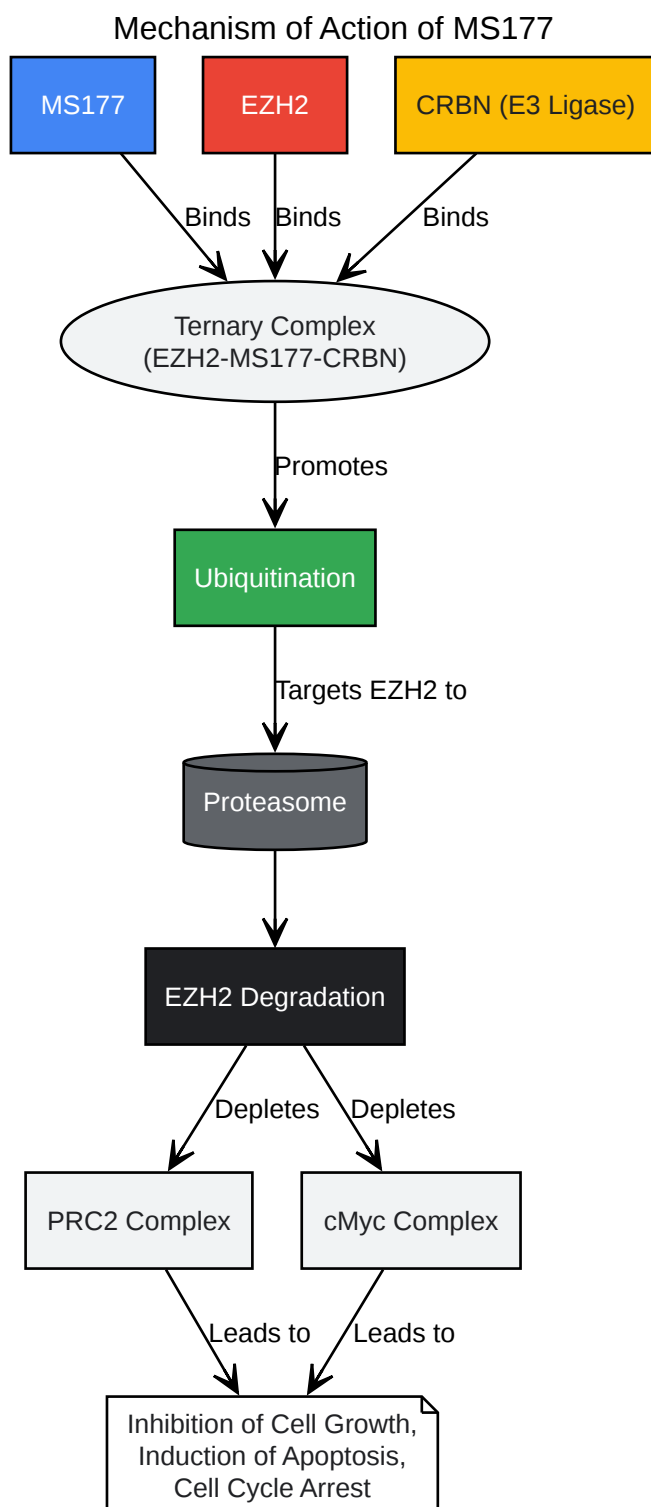 Mechanism of Action of MS177
MS177
EZH2
CRBN (E3 Ligase)
Binds
Binds
Binds
Ternary Complex
(EZH2-MS177-CRBN)
Promotes
Ubiquitination
Targets EZH2 to
Proteasome
EZH2 Degradation
Depletes
Depletes
PRC2 Complex
cMyc Complex
Leads to
Leads to
Inhibition of Cell Growth,
Induction of Apoptosis,
Cell Cycle Arrest